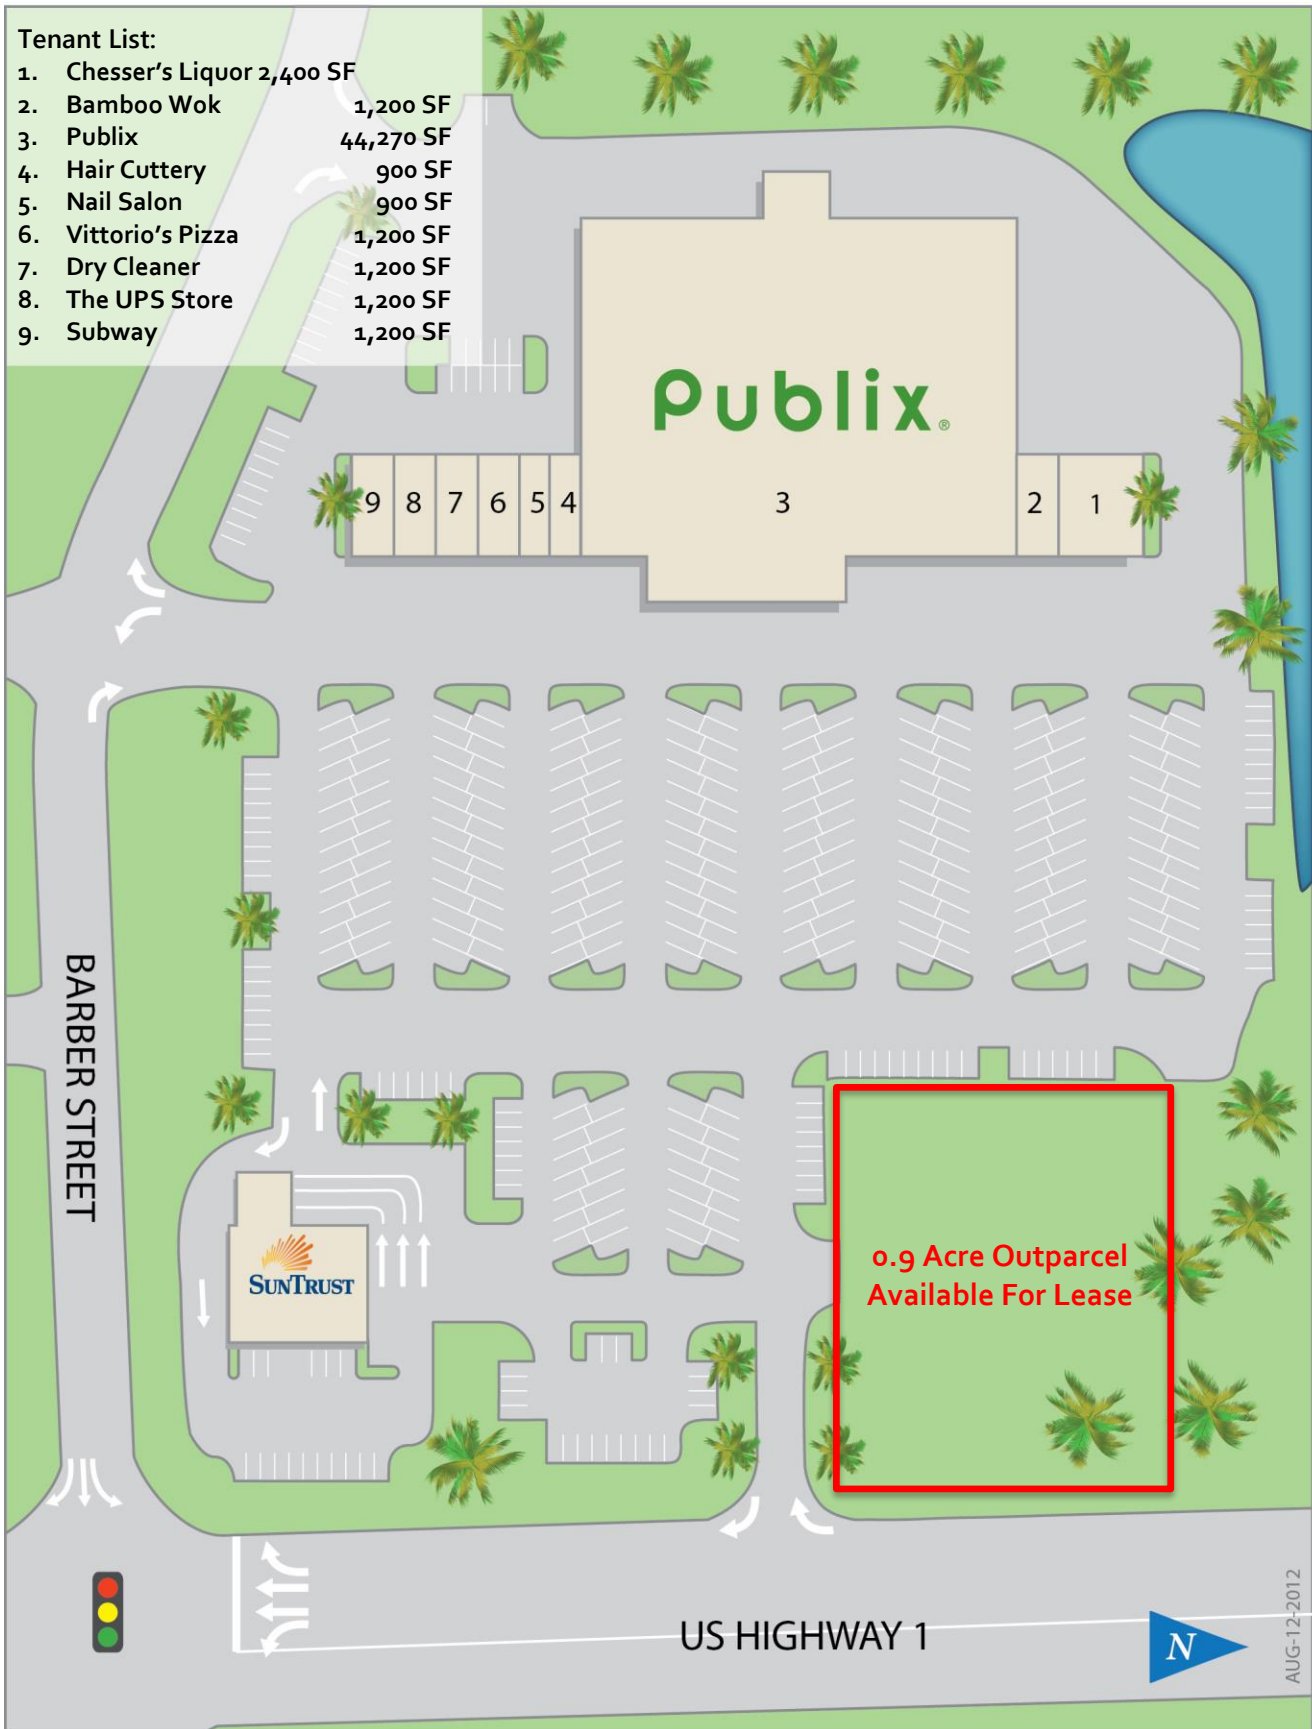 Tenant List:
1. Chesser's Liquor 2,400 SF
2. Bamboo Wok 1,200 SF
3. Publix 44,270 SF
4. Hair Cuttery 900 SF
5. Nail Salon 900 SF
6. Vittorio's Pizza 1,200 SF
7. Dry Cleaner 1,200 SF
8. The UPS Store 1,200 SF
9. Subway 1,200 SF
Publix®
9 8 7 6 5 4 3 2 1
BARBER STREET
SUNTRUST
0.9 Acre Outparcel
Available For Lease
US HIGHWAY 1
N
AUG-12-2012